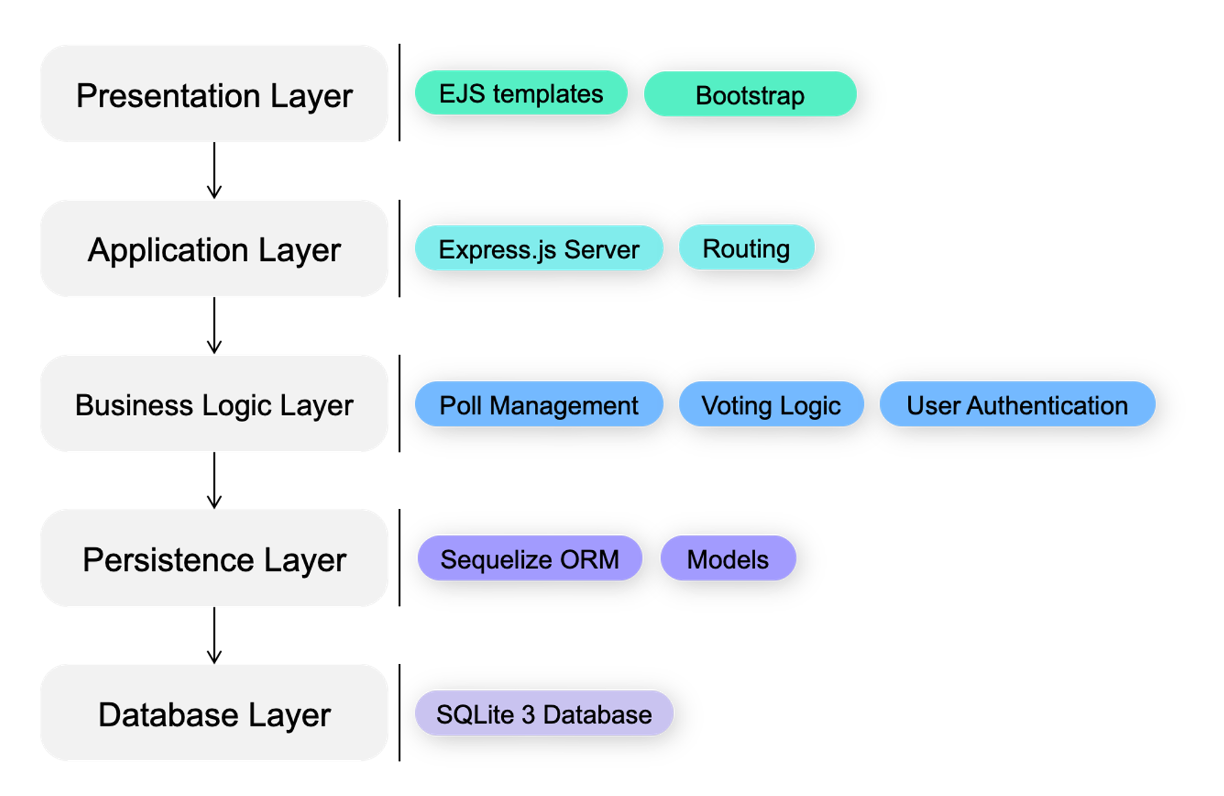 Presentation Layer
EJS templates
Bootstrap
Application Layer
Express.js Server
Routing
Business Logic Layer
Poll Management
Voting Logic
User Authentication
Persistence Layer
Sequelize ORM
Models
Database Layer
SQLite 3 Database